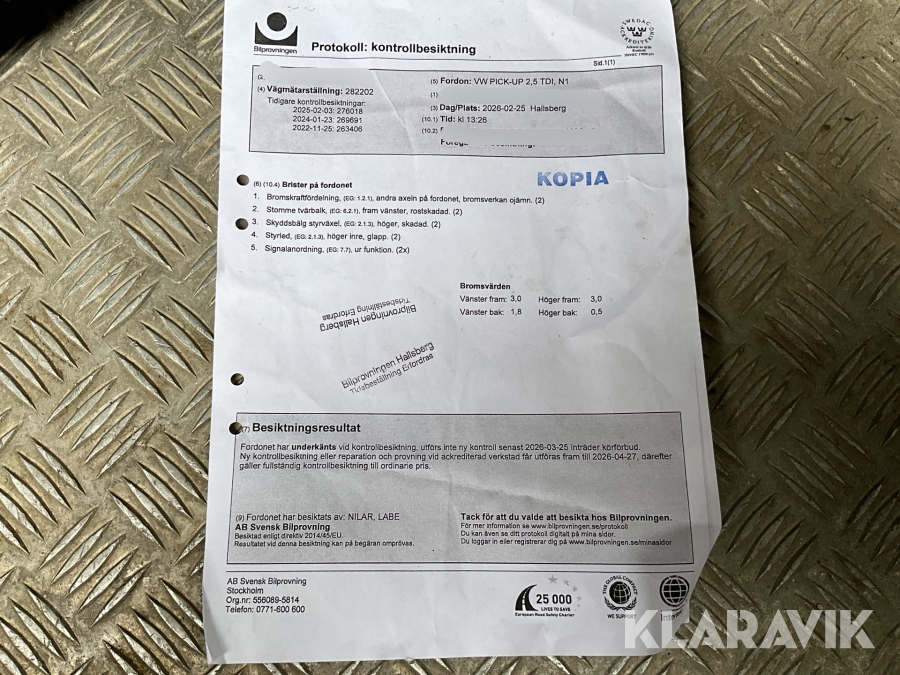 Bilprovningen
Protokoll: kontrollbesiktning
SWEDAC
ACKREDITERING
Sid.1(1)
(4) Vägmätarställning: 282202
Tidigare kontrollbesiktningar:
2025-02-03: 276018
2024-01-23: 269691
2022-11-25: 263406
(5) Fordon: VW PICK-UP 2,5 TDI, N1
(1)
(3) Dag/Plats: 2026-02-25 Hallsberg
(10.1) Tid: kl 13:26
(10.2)
KOPIA
(6) (10.4) Brister på fordonet
1. Bromskraftfördelning, (EG: 1.2.1), andra axeln på fordonet, bromsverkan ojämn. (2)
2. Stomme tvärbalk, (EG: 6.2.1), fram vänster, rostskadad. (2)
3. Skyddsbälg styrväxel, (EG: 2.1.3), höger, skadad. (2)
4. Styrled, (EG: 2.1.3), höger inre, glapp. (2)
5. Signalanordning, (EG: 7.7), ur funktion. (2x)
Bromsvärden
Vänster fram: 3,0 Höger fram: 3,0
Vänster bak: 1,8 Höger bak: 0,5
Bilprovningen Hallsberg
Tidsbeställning Erfordras
Bilprovningen Hallsberg
Tidsbeställning Erfordras
(7) Besiktningsresultat
Fordonet har underkänts vid kontrollbesiktning, utförs inte ny kontroll senast 2026-03-25 inträder körförbud.
Ny kontrollbesiktning eller reparation och provning vid ackrediterad verkstad får utföras fram till 2026-04-27, därefter
gäller fullständig kontrollbesiktning till ordinarie pris.
(9) Fordonet har besiktats av: NILAR, LABE
AB Svensk Bilprovning
Besiktad enligt direktiv 2014/45/EU.
Resultatet vid denna besiktning kan på begäran omprövas.
Tack för att du valde att besikta hos Bilprovningen.
För mer information se www.bilprovningen.se/protokoll
Du kan även se ditt protokoll digitalt på mina sidor.
Du loggar in eller registrerar dig på www.bilprovningen.se/minasidor
AB Svensk Bilprovning
Stockholm
Org.nr: 556089-5814
Telefon: 0771-600 600
25 000
LIVES TO SAVE
European Road Safety Charter
THE GLOBAL COMPACT
WE SUPPORT
KLARAVIK